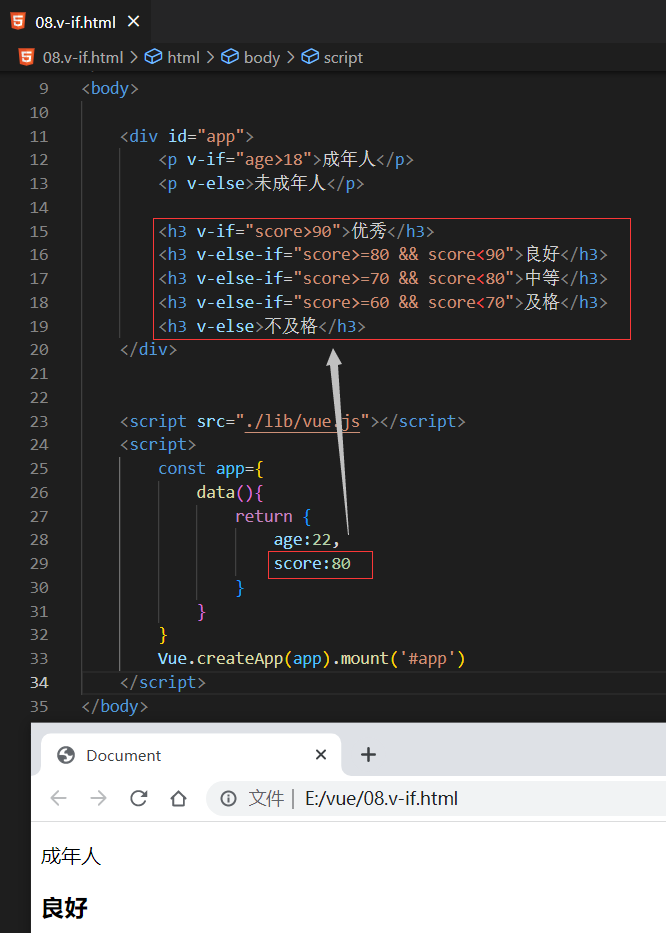 08.v-if.html
08.v-if.html html body script
9 <body>
10
11 <div id="app">
12 <p v-if="age>18">成年人</p>
13 <p v-else>未成年人</p>
14
15 <h3 v-if="score>90">优秀</h3>
16 <h3 v-else-if="score>=80 && score<90">良好</h3>
17 <h3 v-else-if="score>=70 && score<80">中等</h3>
18 <h3 v-else-if="score>=60 && score<70">及格</h3>
19 <h3 v-else>不及格</h3>
20 </div>
21
22
23 <script src="./lib/vue.js"></script>
24 <script>
25 const app={
26 data(){
27 return {
28 age:22,
29 score:80
30 }
31 }
32 }
33 Vue.createApp(app).mount('#app')
34 </script>
35 </body>
Document
文件 | E:/vue/08.v-if.html
成年人
良好